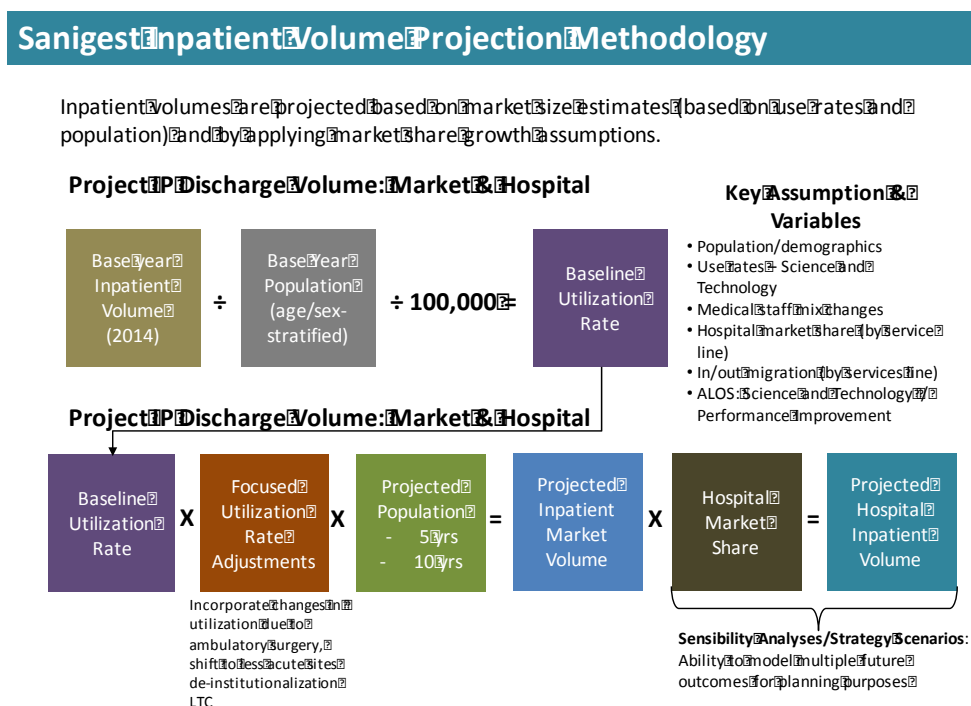 Sanigest Inpatient Volume Projection Methodology
Inpatient volumes are projected based on market size estimates (based on use rates and
population) and by applying market share growth assumptions.
Project IP Discharge Volume: Market & Hospital
Key Assumption &
Variables
• Population/demographics
• Use rates – Science and
Technology
• Medical staff mix changes
• Hospital market share (by service
line)
• In/out migration (by services line)
• ALOS: Science and Technology /
Performance Improvement
Base year
Inpatient
Volume
(2014)
÷
Base Year
Population
(age/sex-
stratified)
÷ 100,000 =
Baseline
Utilization
Rate
Project IP Discharge Volume: Market & Hospital
Baseline
Utilization
Rate
X
Focused
Utilization
Rate
Adjustments
X
Projected
Population
- 5 yrs
- 10 yrs
=
Projected
Inpatient
Market
Volume
X
Hospital
Market
Share
=
Projected
Hospital
Inpatient
Volume
Incorporate changes in
utilization due to
ambulatory surgery,
shift to less acute sites
de-institutionalization
LTC
Sensibility Analyses/Strategy Scenarios:
Ability to model multiple future
outcomes for planning purposes